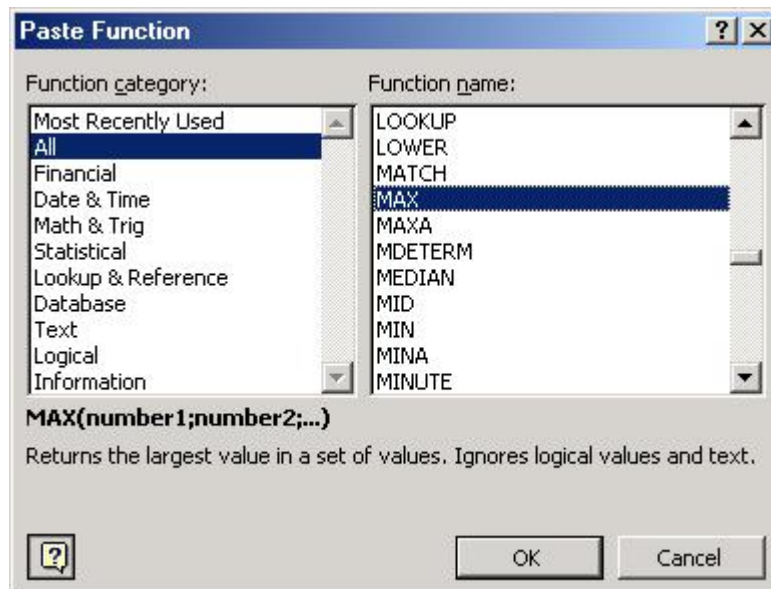 Paste Function
Function category:
Most Recently Used
All
Financial
Date & Time
Math & Trig
Statistical
Lookup & Reference
Database
Text
Logical
Information
Function name:
LOOKUP
LOWER
MATCH
MAX
MAXA
MDETERM
MEDIAN
MID
MIN
MINA
MINUTE
MAX(number1;number2;...)
Returns the largest value in a set of values. Ignores logical values and text.
OK
Cancel